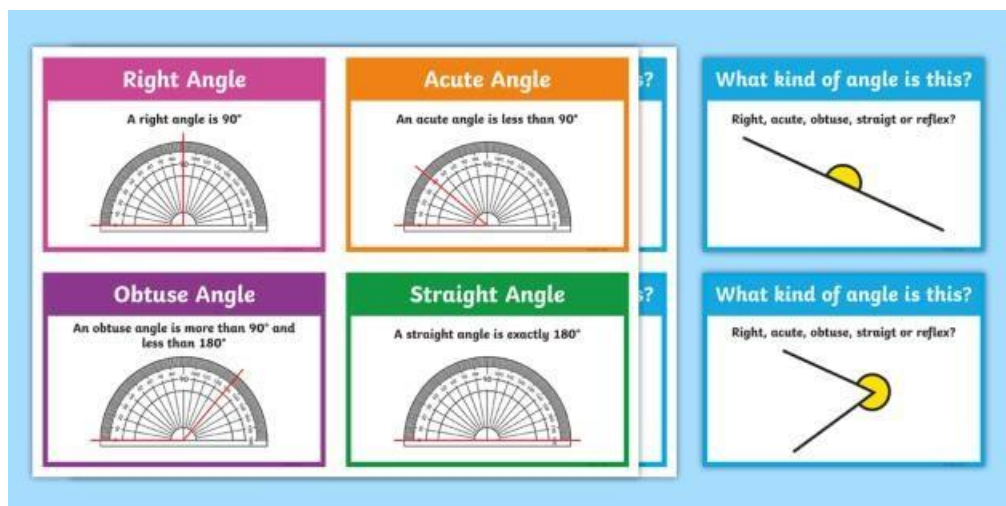 Right Angle
A right angle is 90°
Acute Angle
An acute angle is less than 90°
s?
What kind of angle is this?
Right, acute, obtuse, straigt or reflex?
Obtuse Angle
An obtuse angle is more than 90° and
less than 180°
Straight Angle
A straight angle is exactly 180°
s?
What kind of angle is this?
Right, acute, obtuse, straigt or reflex?